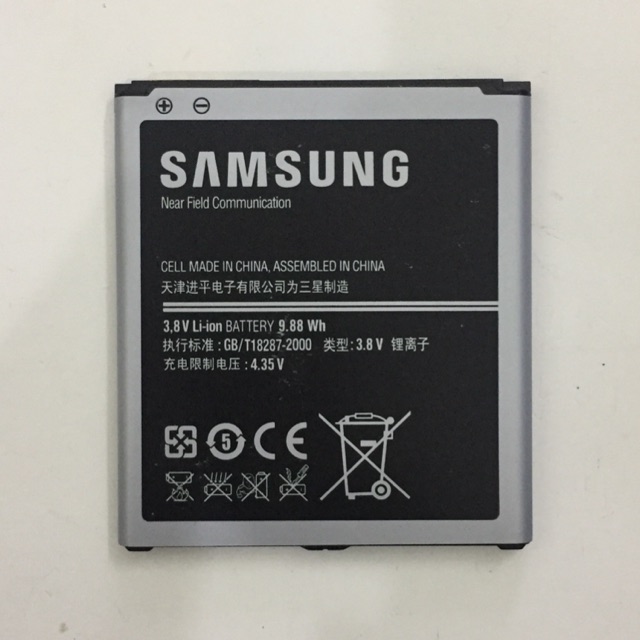 SAMSUNG
Near Field Communication
CELL MADE IN CHINA, ASSEMBLED IN CHINA
天津进平电子有限公司为三星制造
3,8 V Li-ion BATTERY 9.88 Wh
执行标准: GB/T18287-2000 类型: 3.8 V 锂离子
充电限制电压: 4.35 V
5 CE